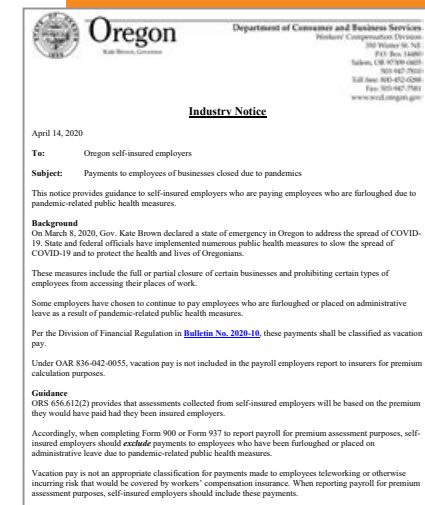 Oregon
Kate Brown, Governor
Department of Consumer and Business Services
Workers' Compensation Division
350 Winter St. NE
P.O. Box 14480
Salem, OR 97309-0405
503-947-7810
Toll free: 800-452-0288
Fax: 503-947-7581
www.wcd.oregon.gov
Industry Notice
April 14, 2020
To: Oregon self-insured employers
Subject: Payments to employees of businesses closed due to pandemics
This notice provides guidance to self-insured employers who are paying employees who are furloughed due to
pandemic-related public health measures.
Background
On March 8, 2020, Gov. Kate Brown declared a state of emergency in Oregon to address the spread of COVID-
19. State and federal officials have implemented numerous public health measures to slow the spread of
COVID-19 and to protect the health and lives of Oregonians.
These measures include the full or partial closure of certain businesses and prohibiting certain types of
employees from accessing their places of work.
Some employers have chosen to continue to pay employees who are furloughed or placed on administrative
leave as a result of pandemic-related public health measures.
Per the Division of Financial Regulation in Bulletin No. 2020-10, these payments shall be classified as vacation
pay.
Under OAR 836-042-0055, vacation pay is not included in the payroll employers report to insurers for premium
calculation purposes.
Guidance
ORS 656.612(2) provides that assessments collected from self-insured employers will be based on the premium
they would have paid had they been insured employers.
Accordingly, when completing Form 900 or Form 937 to report payroll for premium assessment purposes, self-
insured employers should exclude payments to employees who have been furloughed or placed on
administrative leave due to pandemic-related public health measures.
Vacation pay is not an appropriate classification for payments made to employees teleworking or otherwise
incurring risk that would be covered by workers' compensation insurance. When reporting payroll for premium
assessment purposes, self-insured employers should include these payments.